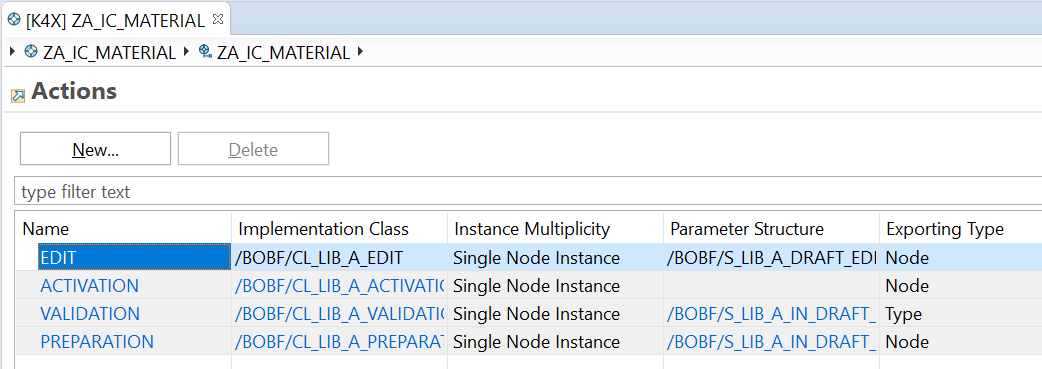 [K4X] ZA_IC_MATERIAL
ZA_IC_MATERIAL ZA_IC_MATERIAL
Actions
New... Delete
type filter text
Name Implementation Class Instance Multiplicity Parameter Structure Exporting Type
EDIT /BOBF/CL_LIB_A_EDIT Single Node Instance /BOBF/S_LIB_A_DRAFT_EDI Node
ACTIVATION /BOBF/CL_LIB_A_ACTIVATIO Single Node Instance Node
VALIDATION /BOBF/CL_LIB_A_VALIDATIO Single Node Instance /BOBF/S_LIB_A_IN_DRAFT_ Type
PREPARATION /BOBF/CL_LIB_A_PREPARAT Single Node Instance /BOBF/S_LIB_A_IN_DRAFT_ Node